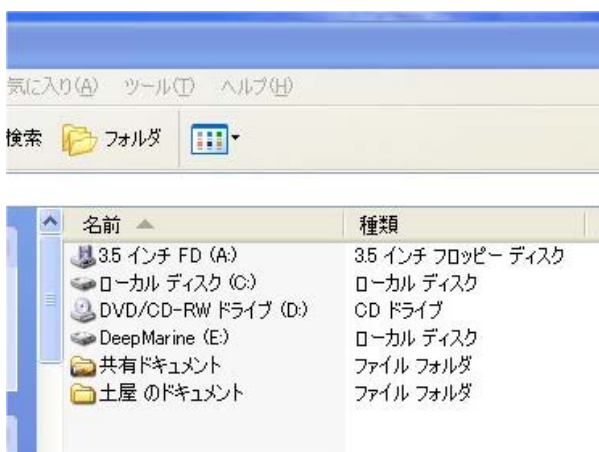 気に入り(A) ツール(T) ヘルプ(H)
検索 フォルダ
名前 種類
3.5 インチ FD (A:) 3.5 インチ フロッピー ディスク
ローカル ディスク (C:) ローカル ディスク
DVD/CD-RW ドライブ (D:) CD ドライブ
DeepMarine (E:) ローカル ディスク
共有ドキュメント ファイル フォルダ
土屋 のドキュメント ファイル フォルダ